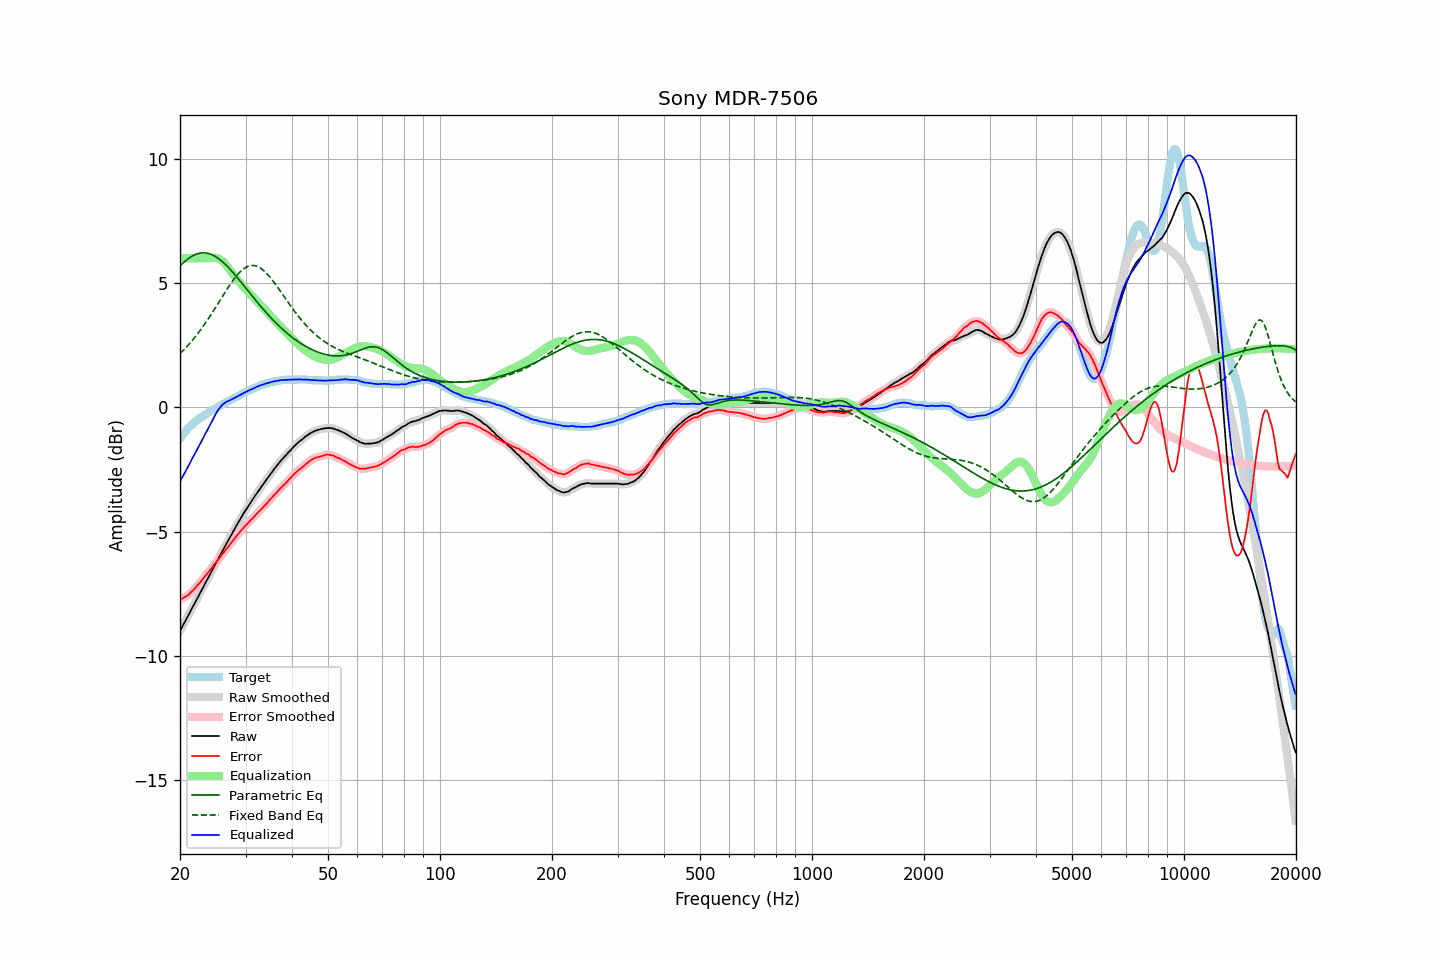 Sony MDR-7506
10
5
0
−5
−10
−15
Amplitude (dBr)
Target
Raw Smoothed
Error Smoothed
Raw
Error
Equalization
Parametric Eq
Fixed Band Eq
Equalized
20
50
100
200
500
1000
2000
5000
10000
20000
Frequency (Hz)